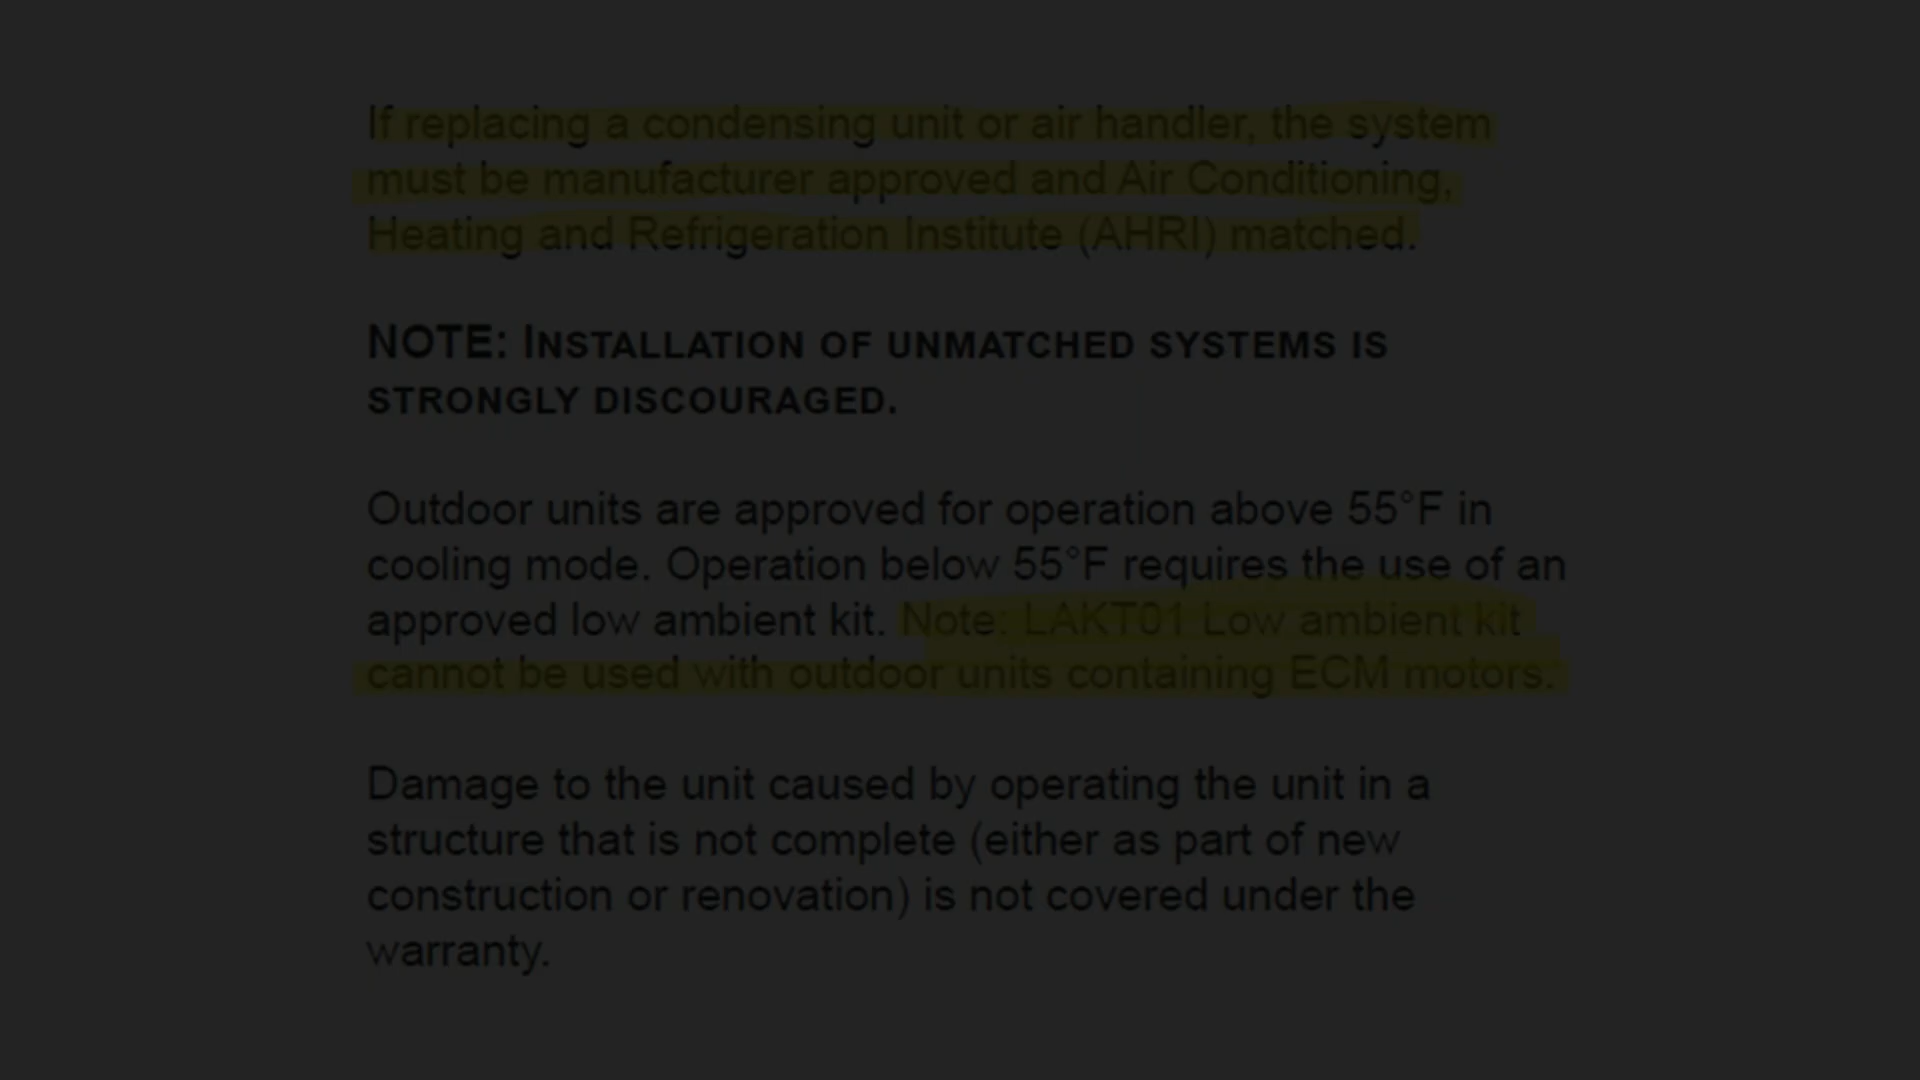 If replacing a condensing unit or air handler, the system
must be manufacturer approved and Air Conditioning,
Heating and Refrigeration Institute (AHRI) matched.
NOTE: INSTALLATION OF UNMATCHED SYSTEMS IS
STRONGLY DISCOURAGED.
Outdoor units are approved for operation above 55°F in
cooling mode. Operation below 55°F requires the use of an
approved low ambient kit. Note: LAKT01 Low ambient kit
cannot be used with outdoor units containing ECM motors.
Damage to the unit caused by operating the unit in a
structure that is not complete (either as part of new
construction or renovation) is not covered under the
warranty.